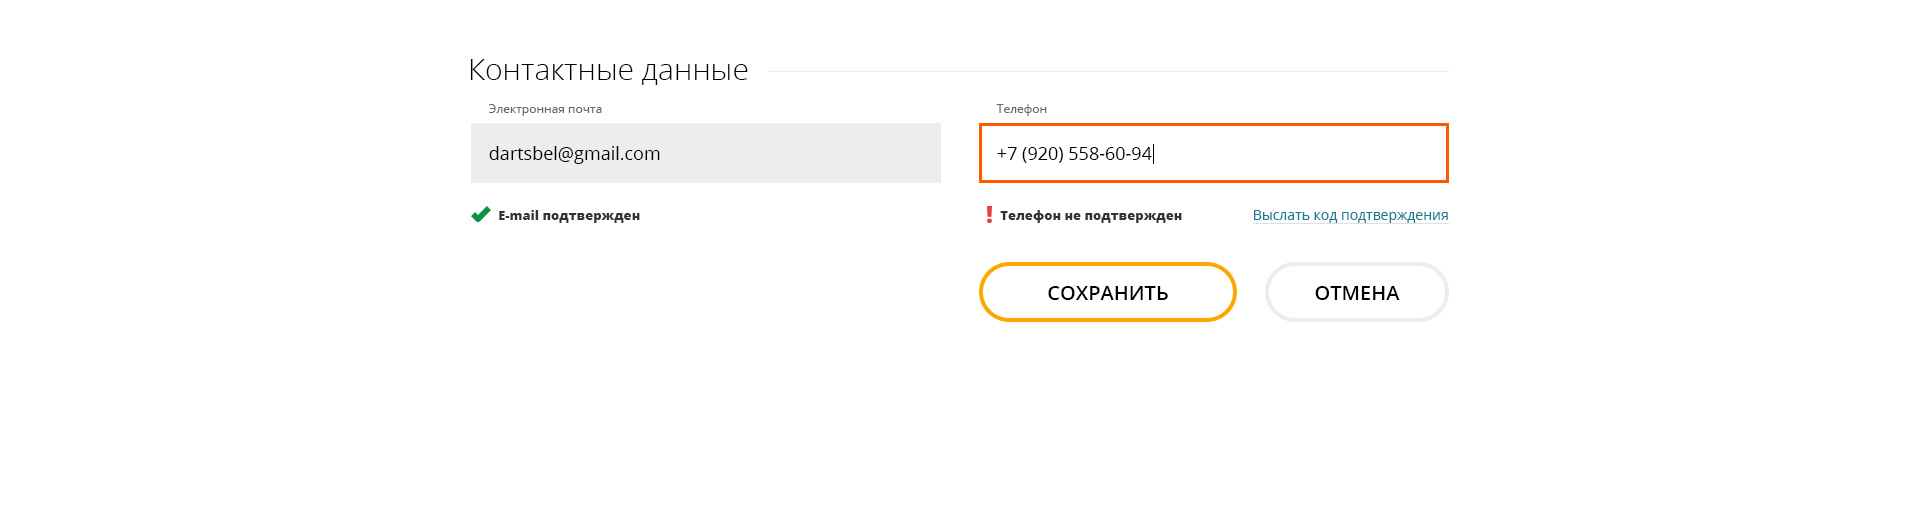 Контактные данные
Электронная почта
Телефон
dartsbel@gmail.com
+7 (920) 558-60-94
E-mail подтвержден
Телефон не подтвержден
Выслать код подтверждения
СОХРАНИТЬ
ОТМЕНА